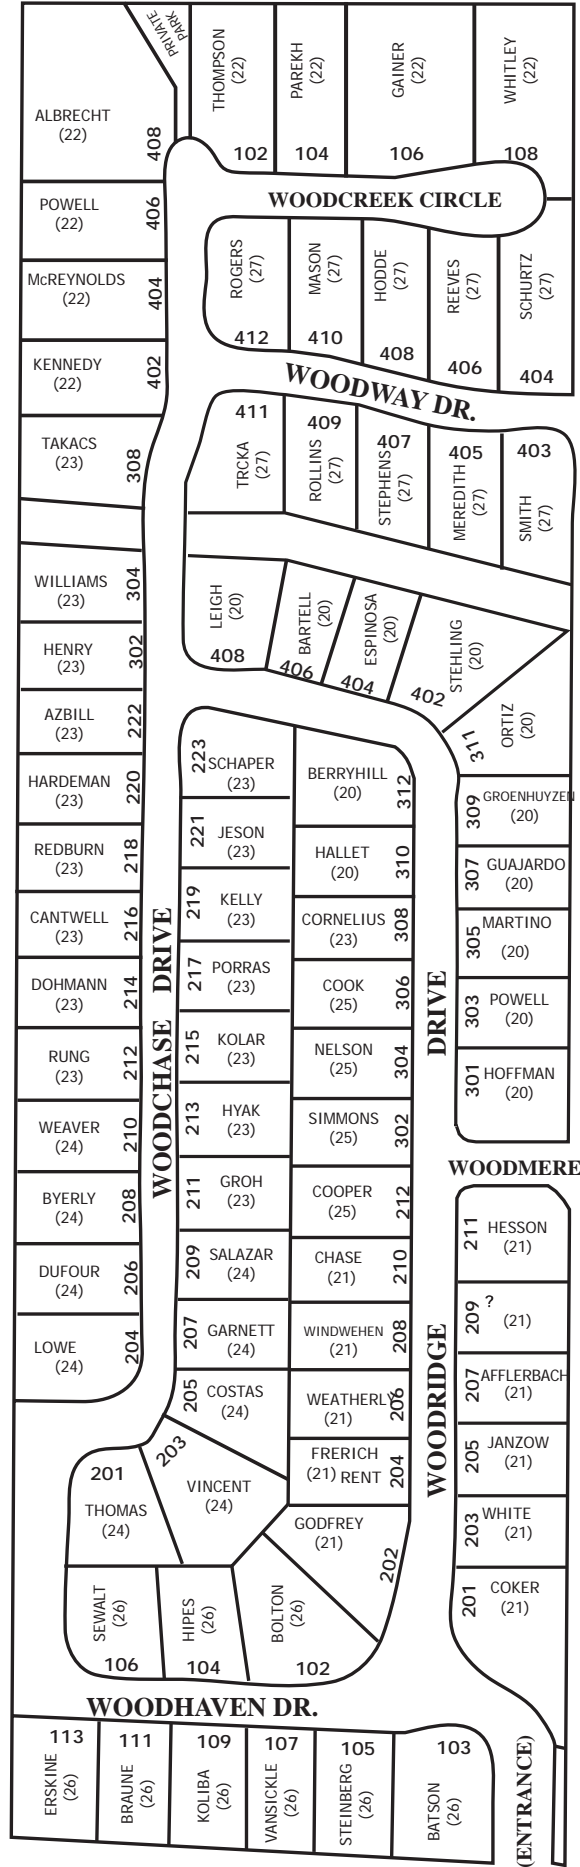 PRIVATE
PARK
ALBRECHT
(22)
408
THOMPSON
(22)
102
PAREKH
(22)
104
GAINER
(22)
106
WHITLEY
(22)
108
WOODCREEK CIRCLE
POWELL
(22)
406
McREYNOLDS
(22)
404
KENNEDY
(22)
402
TAKACS
(23)
308
ROGERS
(27)
412
MASON
(27)
410
HODDE
(27)
408
REEVES
(27)
406
SCHURTZ
(27)
404
WOODWAY DR.
411
TRCKA
(27)
409
ROLLINS
(27)
407
STEPHENS
(27)
405
MEREDITH
(27)
403
SMITH
(27)
WILLIAMS
(23)
304
HENRY
(23)
302
AZBILL
(23)
222
HARDEMAN
(23)
220
REDBURN
(23)
218
CANTWELL
(23)
216
DOHMANN
(23)
214
RUNG
(23)
212
WEAVER
(24)
210
BYERLY
(24)
208
DUFOUR
(24)
206
LOWE
(24)
204
LEIGH
(20)
408
BARTELL
(20)
406
ESPINOSA
(20)
404
STEHLING
(20)
402
ORTIZ
(20)
311
WOODCHASE DRIVE
223
SCHAPER
(23)
221
JESON
(23)
219
KELLY
(23)
217
PORRAS
(23)
215
KOLAR
(23)
213
HYAK
(23)
211
GROH
(23)
209
SALAZAR
(24)
207
GARNETT
(24)
205
COSTAS
(24)
203
VINCENT
(24)
201
THOMAS
(24)
BERRYHILL
(20)
312
HALLET
(20)
310
CORNELIUS
(23)
308
COOK
(25)
306
NELSON
(25)
304
SIMMONS
(25)
302
COOPER
(25)
212
CHASE
(21)
210
WINDWEHEN
(21)
208
WEATHERLY
(21)
206
FRERICH
(21) RENT
204
GODFREY
(21)
202
WOODRIDGE DRIVE
309
GROENHUYZEN
(20)
307
GUAJARDO
(20)
305
MARTINO
(20)
303
POWELL
(20)
301
HOFFMAN
(20)
WOODMERE
211
HESSON
(21)
209
?
(21)
207
AFFLERBACH
(21)
205
JANZOW
(21)
203
WHITE
(21)
201
COKER
(21)
SEWALT
(26)
106
HIPES
(26)
104
BOLTON
(26)
102
WOODHAVEN DR.
113
ERSKINE
(26)
111
BRAUNE
(26)
109
KOLIBA
(26)
107
VANSICKLE
(26)
105
STEINBERG
(26)
103
BATSON
(26)
(ENTRANCE)